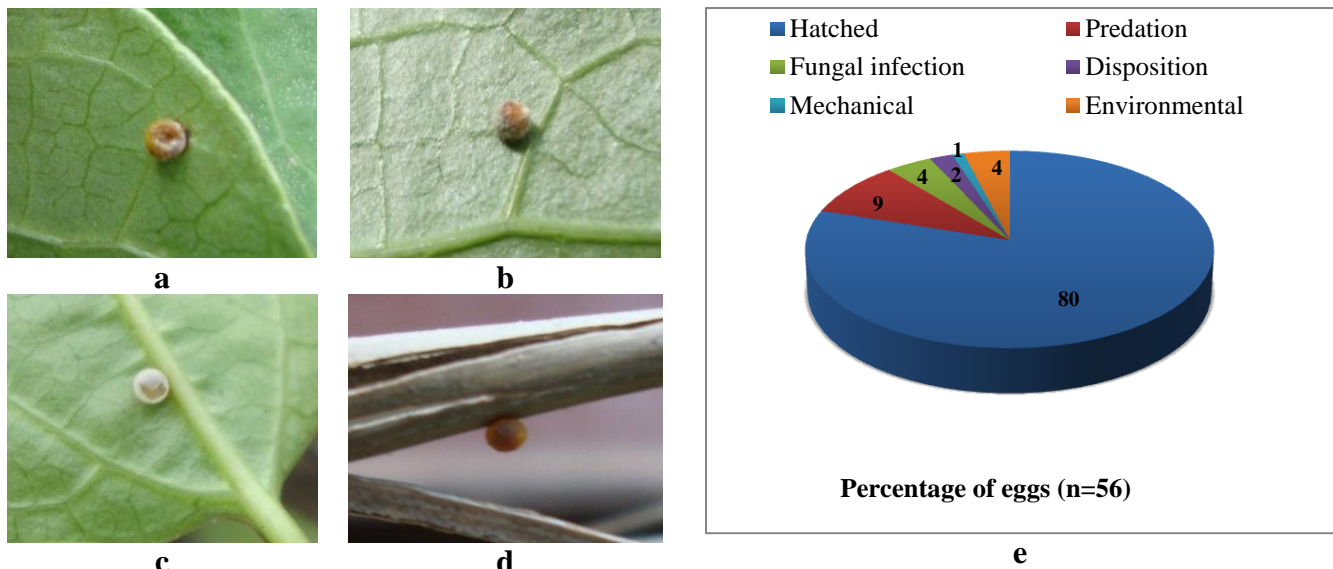 Hatched
Predation
Fungal infection
Disposition
Mechanical
Environmental
1
4
2
4
9
80
Percentage of eggs (n=56)
a
b
c
d
e